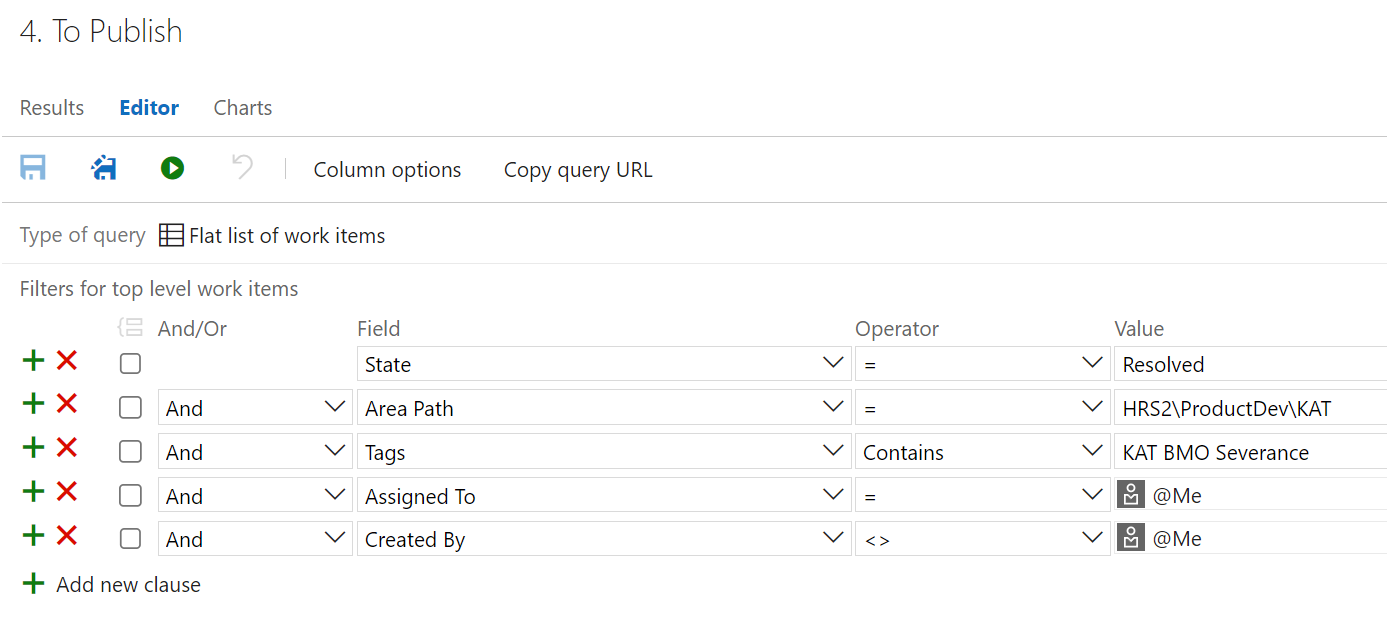 4. To Publish
Results Editor Charts
Column options Copy query URL
Type of query Flat list of work items
Filters for top level work items
And/Or Field Operator Value
State = Resolved
And Area Path = HRS2\ProductDev\KAT
And Tags Contains KAT BMO Severance
And Assigned To = @Me
And Created By <> @Me
Add new clause